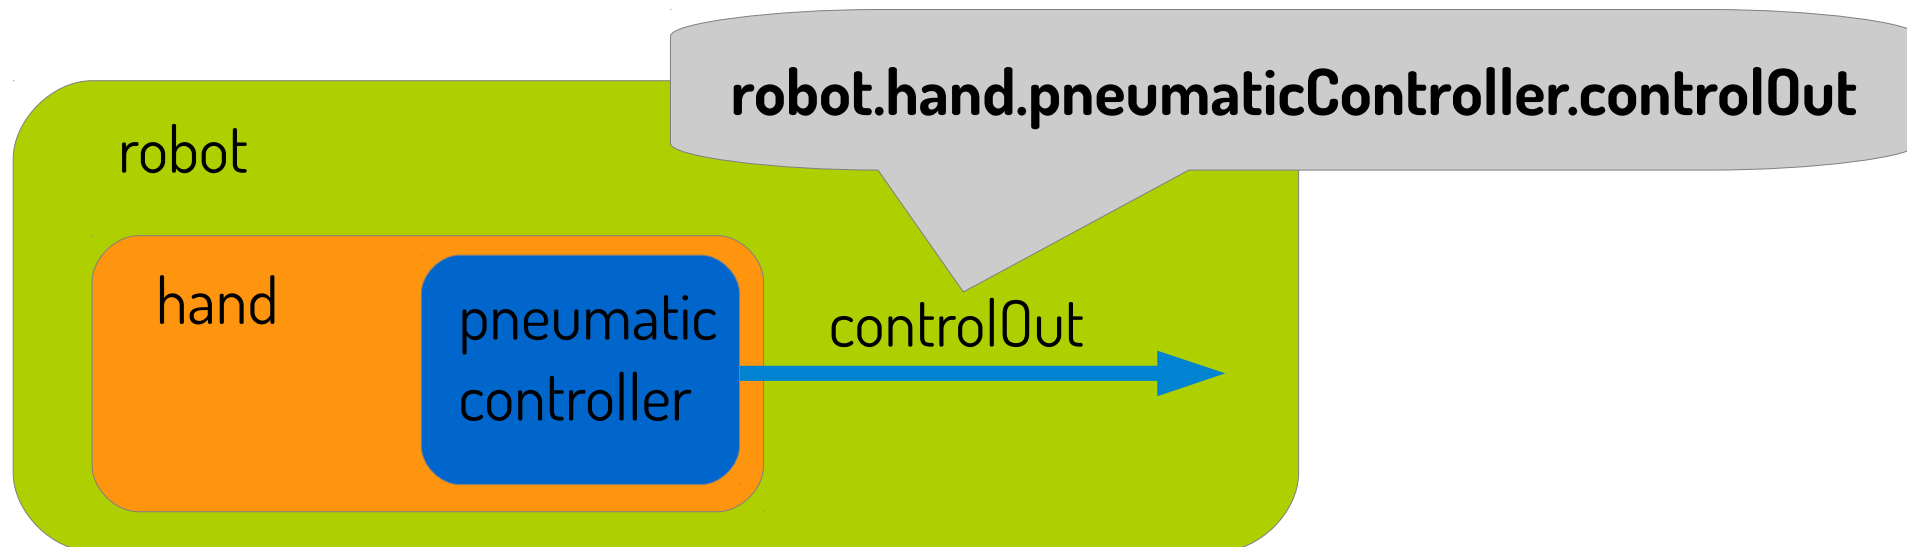 robot.hand.pneumaticController.controlOut
robot
hand
pneumatic
controller
controlOut